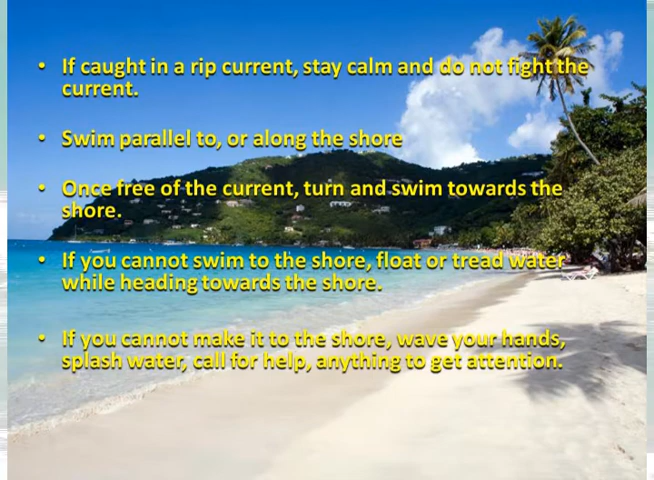 • If caught in a rip current, stay calm and do not fight the
current.
• Swim parallel to, or along the shore
• Once free of the current, turn and swim towards the
shore.
• If you cannot swim to the shore, float or tread water
while heading towards the shore.
• If you cannot make it to the shore, wave your hands,
splash water, call for help, anything to get attention.